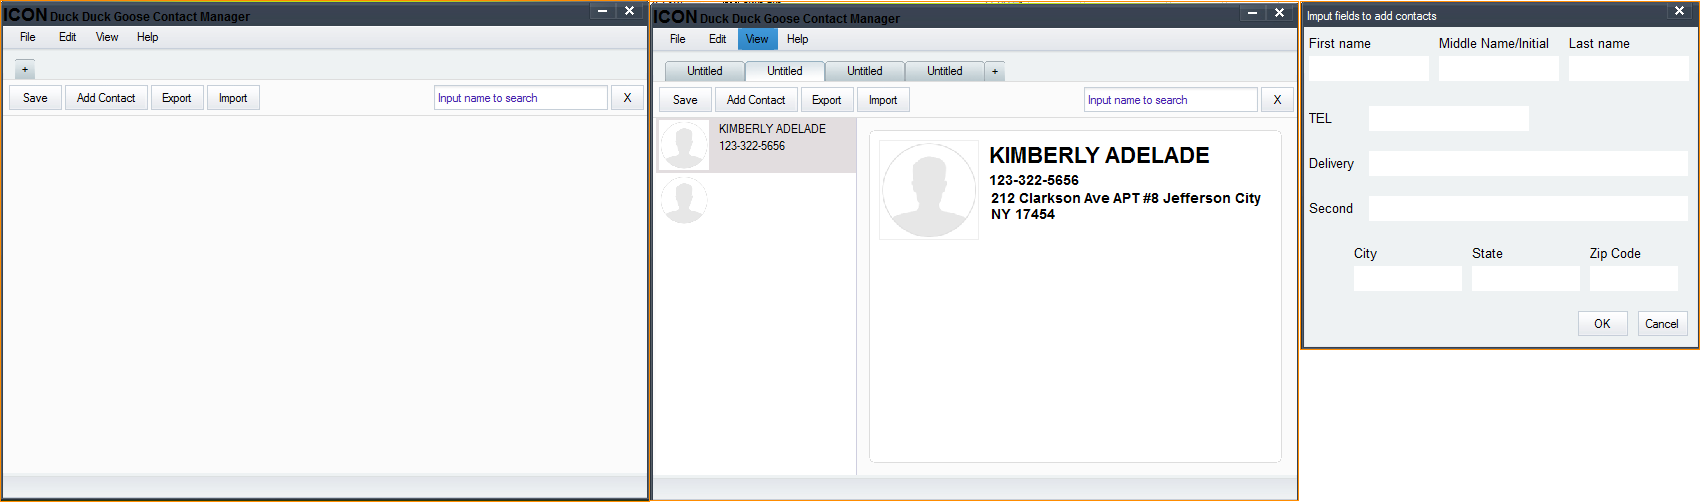 ICON Duck Duck Goose Contact Manager
File Edit View Help
+
Save Add Contact Export Import Input name to search X
ICON Duck Duck Goose Contact Manager
File Edit View Help
Untitled Untitled Untitled Untitled +
Save Add Contact Export Import Input name to search X
KIMBERLY ADELADE
123-322-5656
KIMBERLY ADELADE
123-322-5656
212 Clarkson Ave APT #8 Jefferson City
NY 17454
Imput fields to add contacts
First name Middle Name/Initial Last name
TEL
Delivery
Second
City State Zip Code
OK Cancel